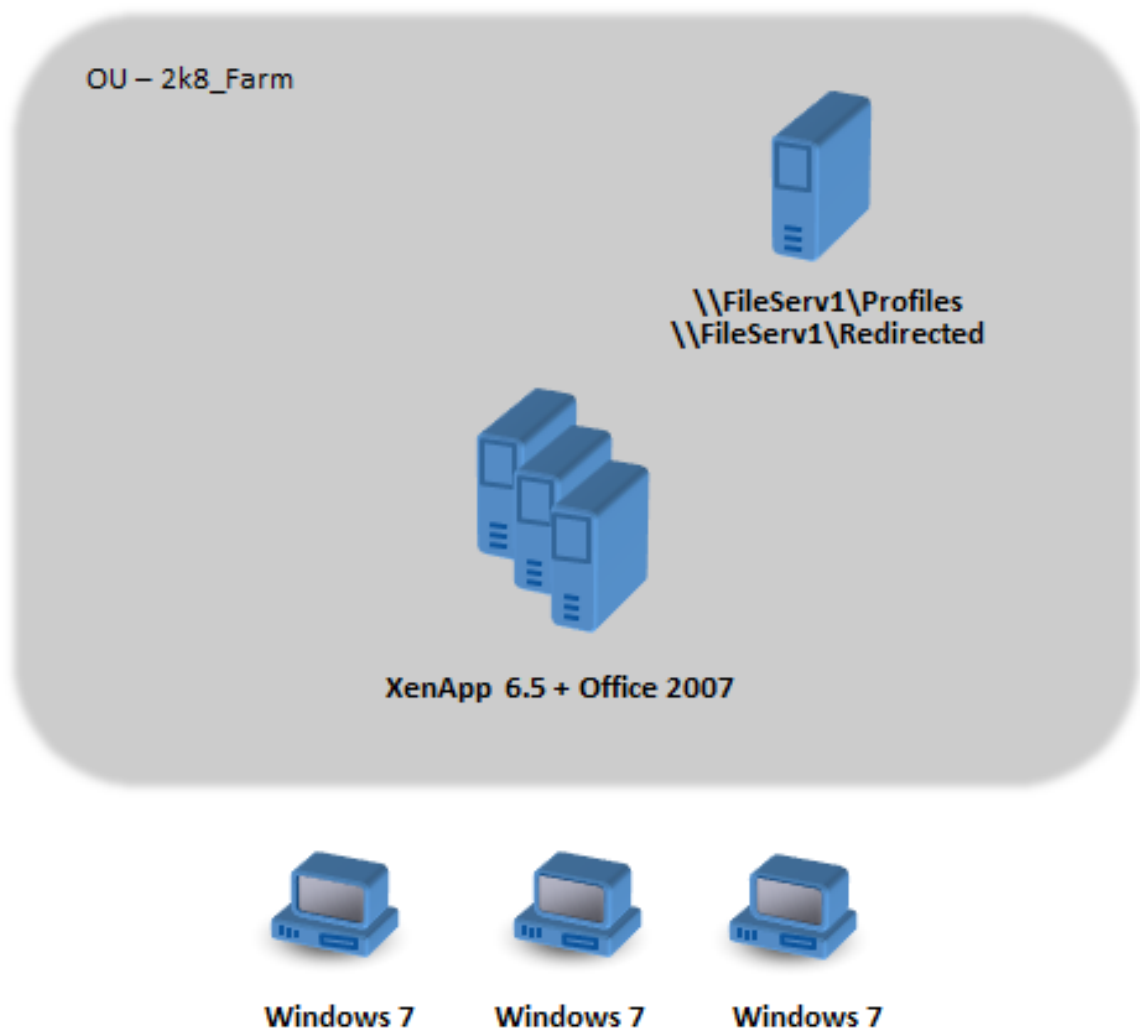 OU – 2k8_Farm
\\FileServ1\Profiles
\\FileServ1\Redirected
XenApp 6.5 + Office 2007
Windows 7
Windows 7
Windows 7